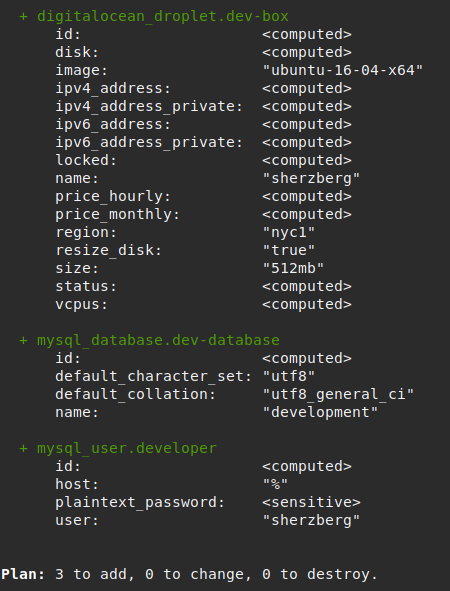 + digitalocean_droplet.dev-box
id: <computed>
disk: <computed>
image: "ubuntu-16-04-x64"
ipv4_address: <computed>
ipv4_address_private: <computed>
ipv6_address: <computed>
ipv6_address_private: <computed>
locked: <computed>
name: "sherzberg"
price_hourly: <computed>
price_monthly: <computed>
region: "nyc1"
resize_disk: "true"
size: "512mb"
status: <computed>
vcpus: <computed>
+ mysql_database.dev-database
id: <computed>
default_character_set: "utf8"
default_collation: "utf8_general_ci"
name: "development"
+ mysql_user.developer
id: <computed>
host: "%"
plaintext_password: <sensitive>
user: "sherzberg"
Plan: 3 to add, 0 to change, 0 to destroy.